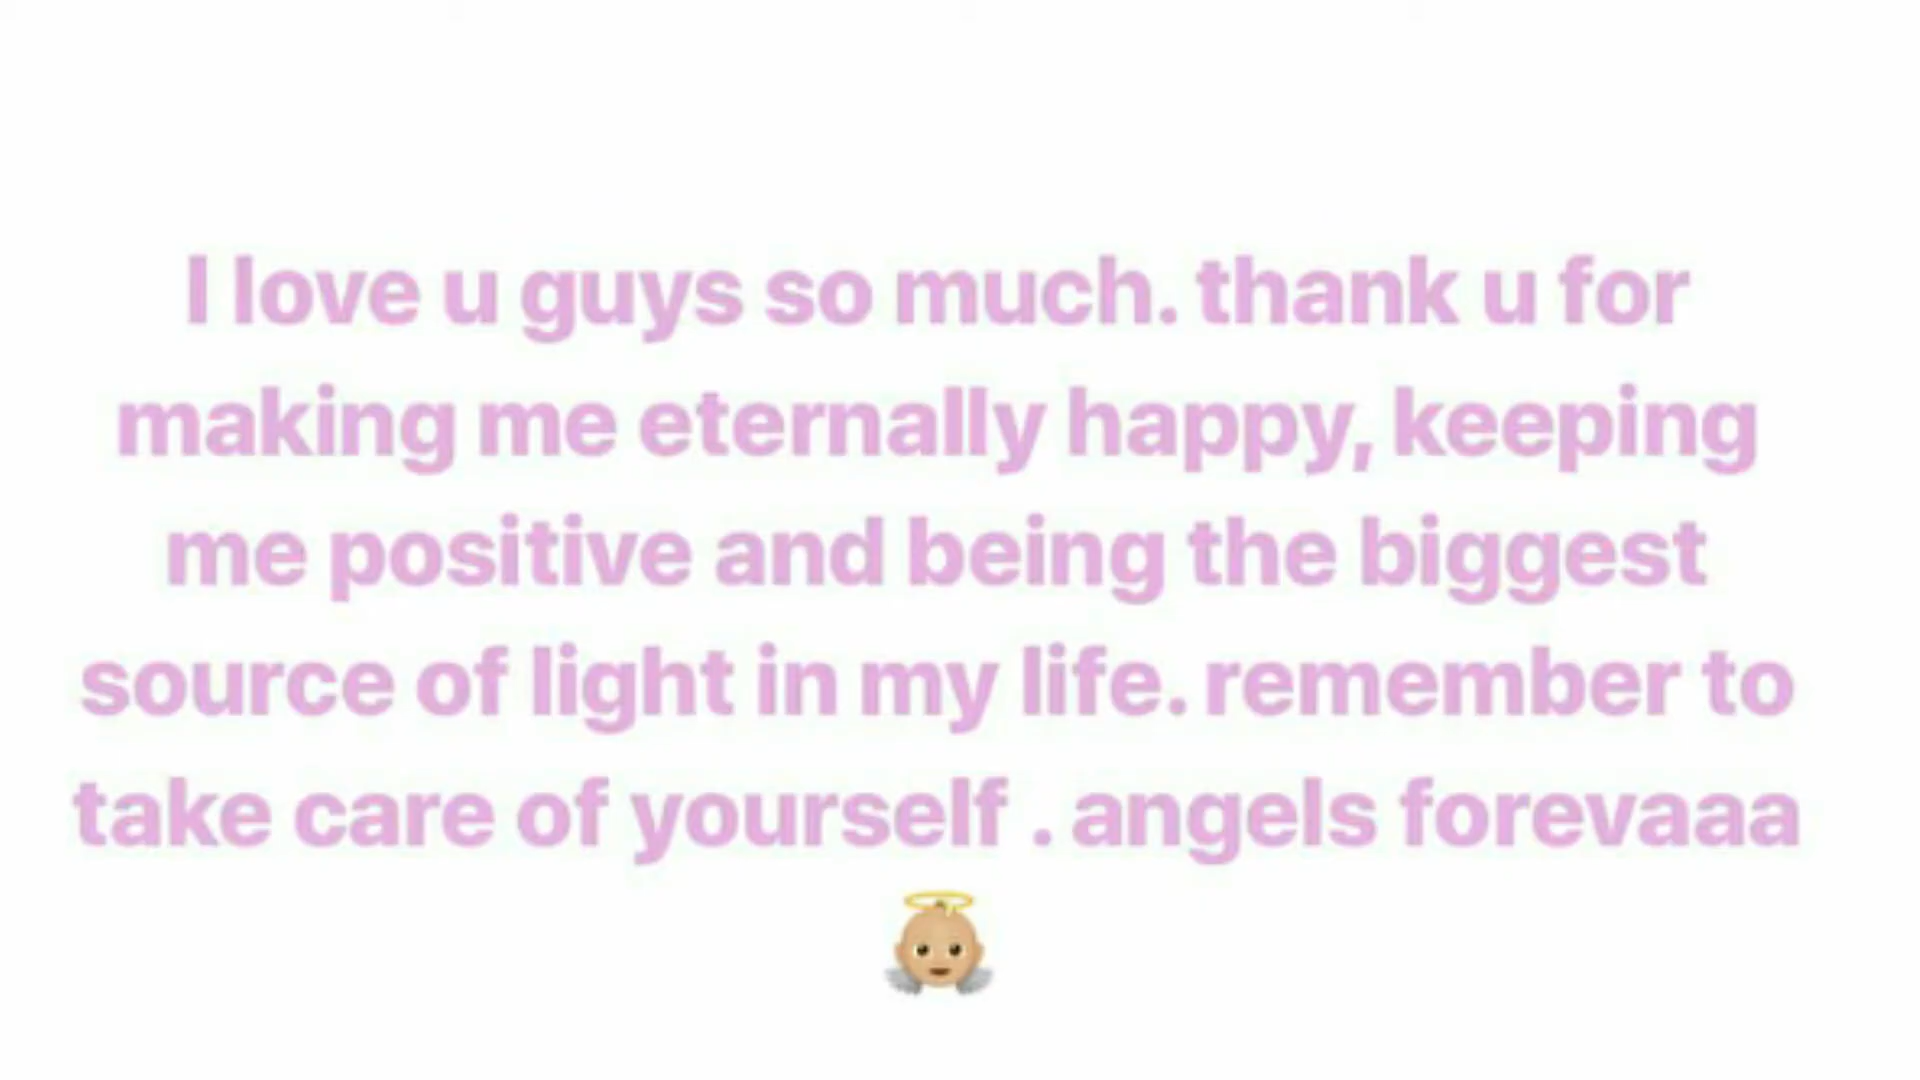 I love u guys so much. thank u for
making me eternally happy, keeping
me positive and being the biggest
source of light in my life. remember to
take care of yourself . angels forevaaa
👼🏼